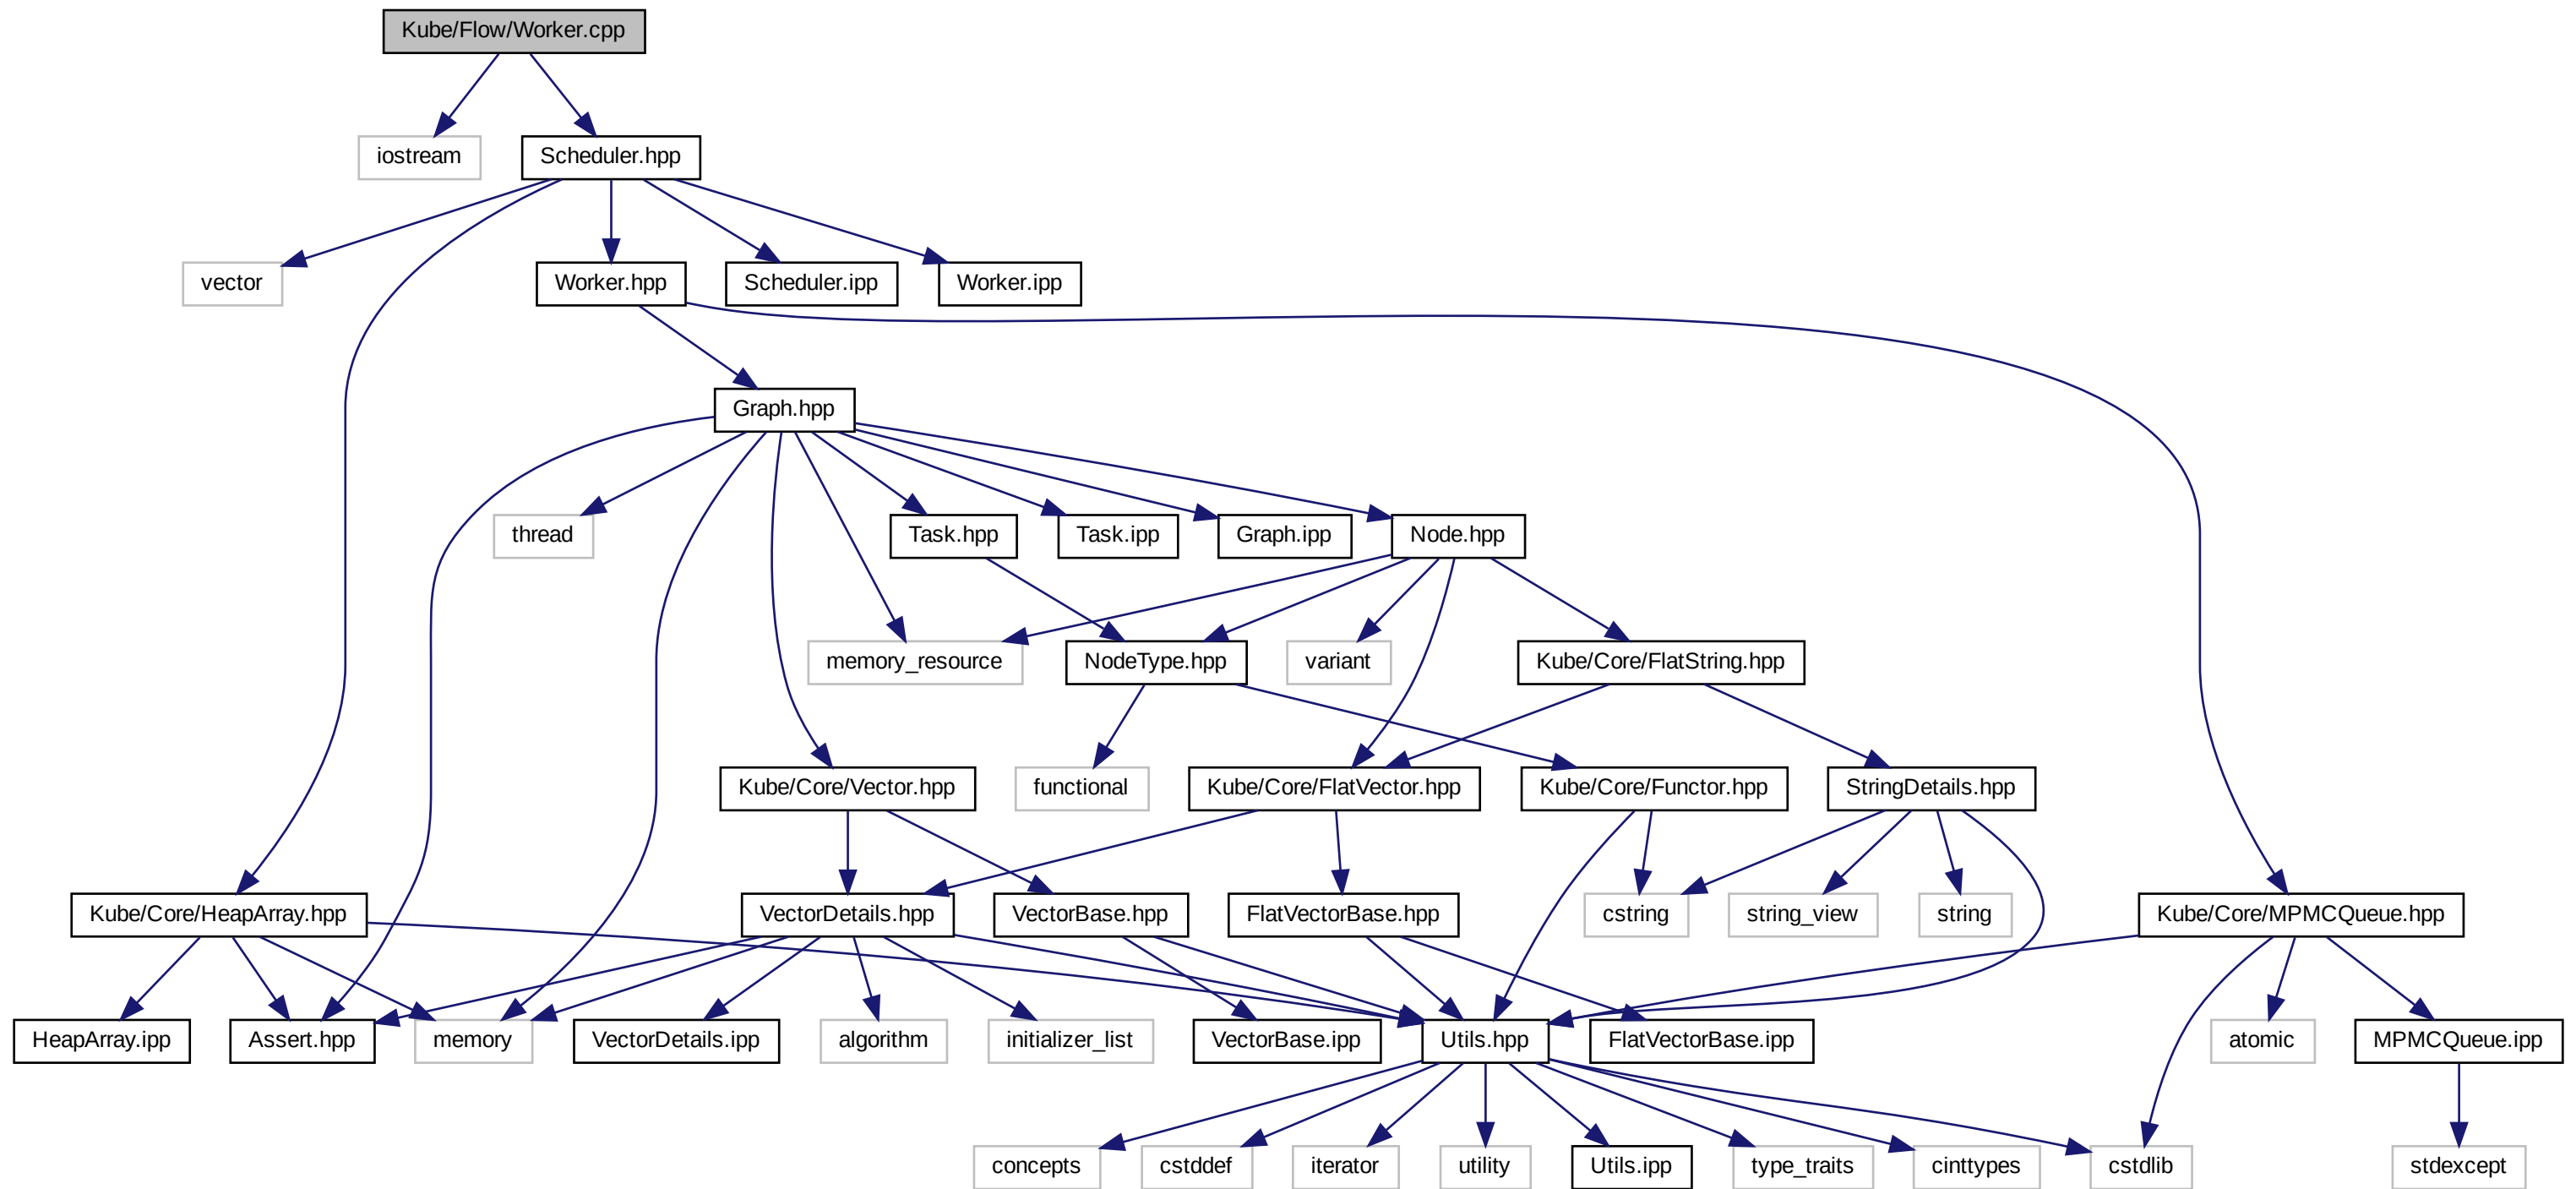 Kube/Flow/Worker.cpp
iostream
Scheduler.hpp
vector
Worker.hpp
Scheduler.ipp
Worker.ipp
Graph.hpp
thread
Task.hpp
Task.ipp
Graph.ipp
Node.hpp
memory_resource
NodeType.hpp
variant
Kube/Core/FlatString.hpp
Kube/Core/Vector.hpp
functional
Kube/Core/FlatVector.hpp
Kube/Core/Functor.hpp
StringDetails.hpp
Kube/Core/HeapArray.hpp
VectorDetails.hpp
VectorBase.hpp
FlatVectorBase.hpp
cstring
string_view
string
Kube/Core/MPMCQueue.hpp
HeapArray.ipp
Assert.hpp
memory
VectorDetails.ipp
algorithm
initializer_list
VectorBase.ipp
Utils.hpp
FlatVectorBase.ipp
atomic
MPMCQueue.ipp
concepts
cstddef
iterator
utility
Utils.ipp
type_traits
cinttypes
cstdlib
stdexcept